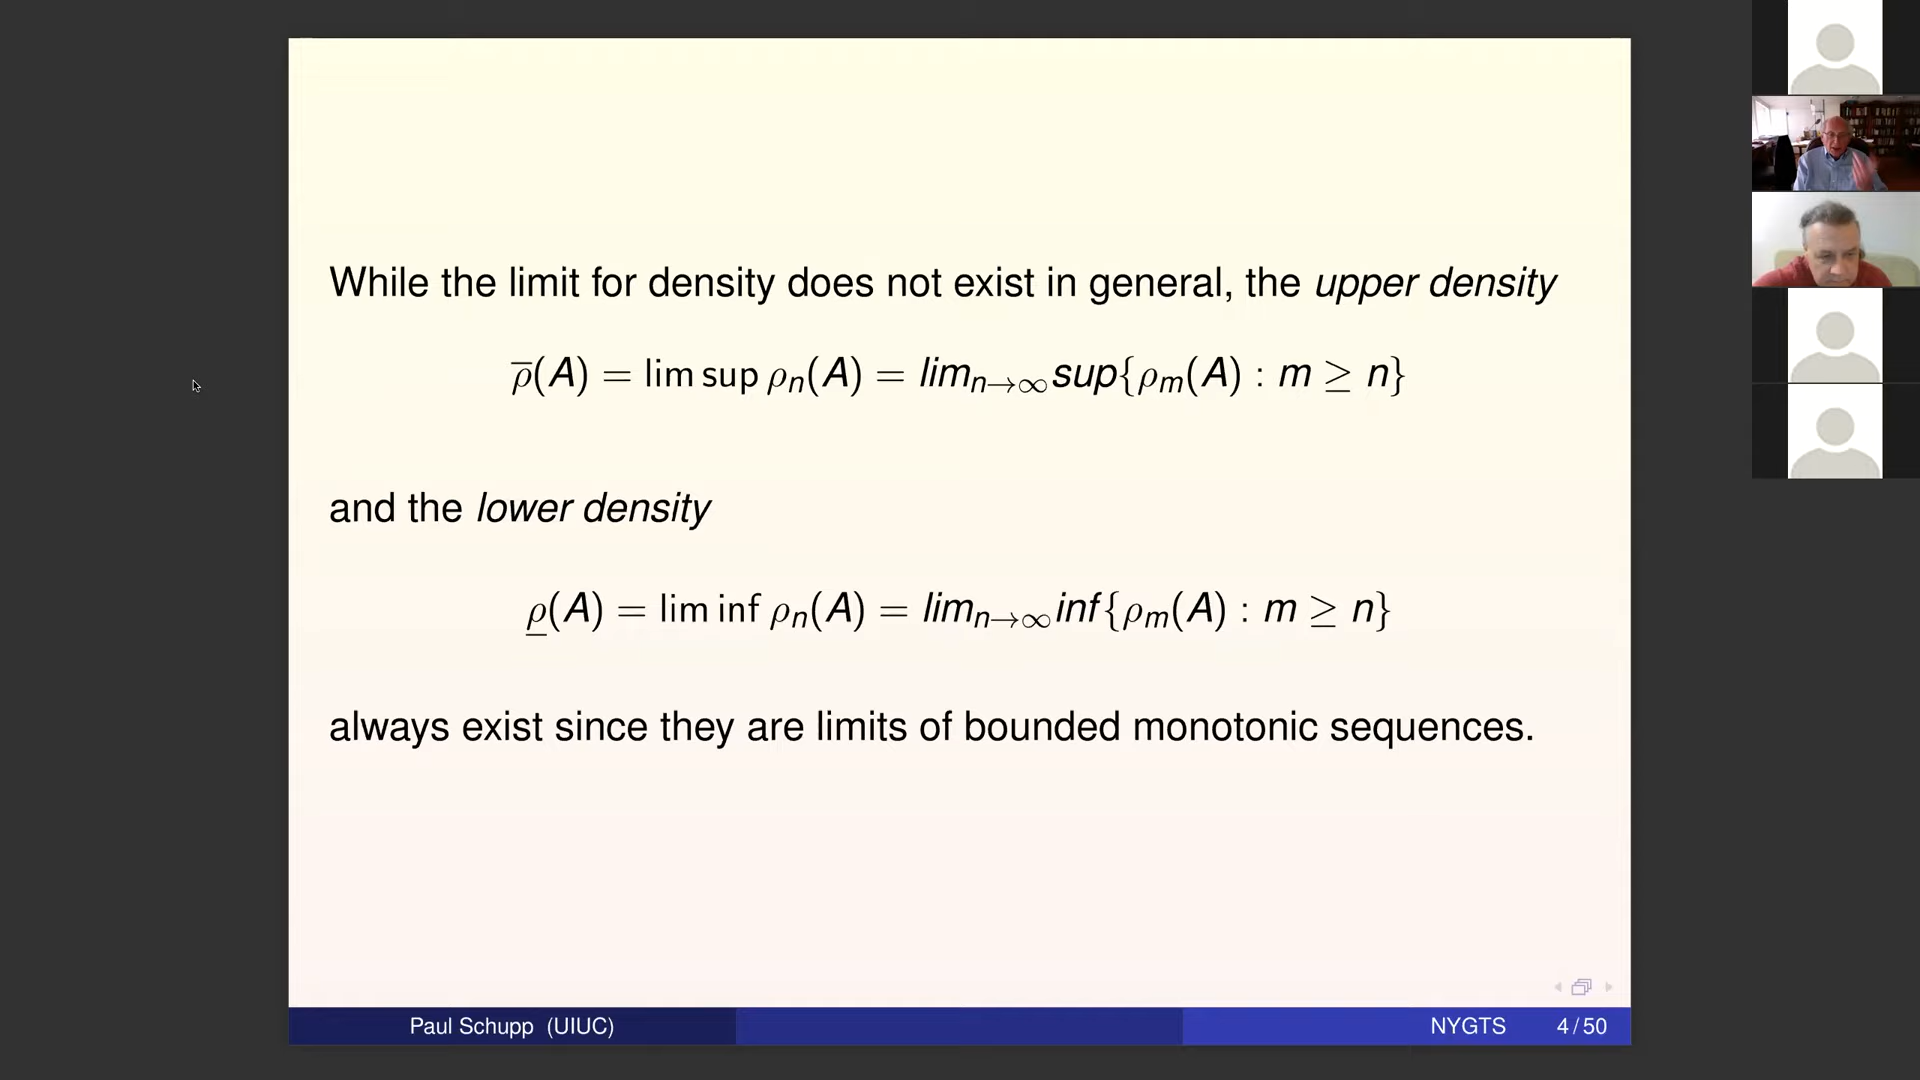 While the limit for density does not exist in general, the upper density
ρ̅(A) = lim sup ρₙ(A) = limₙ→∞sup{ρₘ(A) : m ≥ n}
and the lower density
ρ̲(A) = lim inf ρₙ(A) = limₙ→∞inf{ρₘ(A) : m ≥ n}
always exist since they are limits of bounded monotonic sequences.
Paul Schupp (UIUC) NYGTS 4 / 50